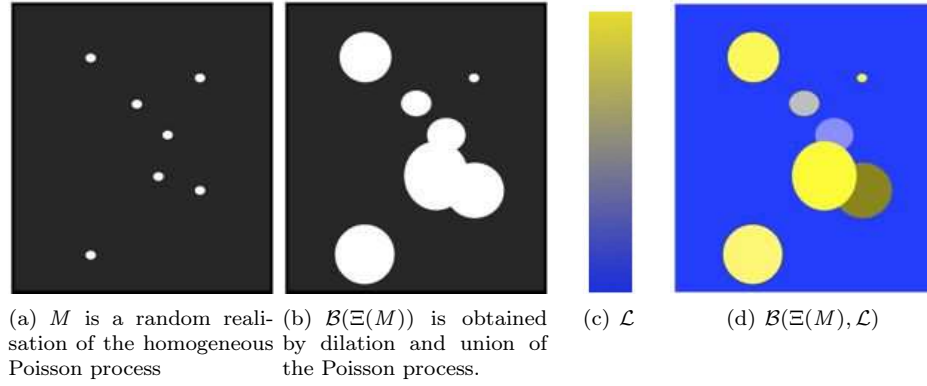 (a) M is a random reali-
sation of the homogeneous
Poisson process
(b) ℬ(Ξ(M)) is obtained
by dilation and union of
the Poisson process.
(c) ℒ
(d) ℬ(Ξ(M), ℒ)